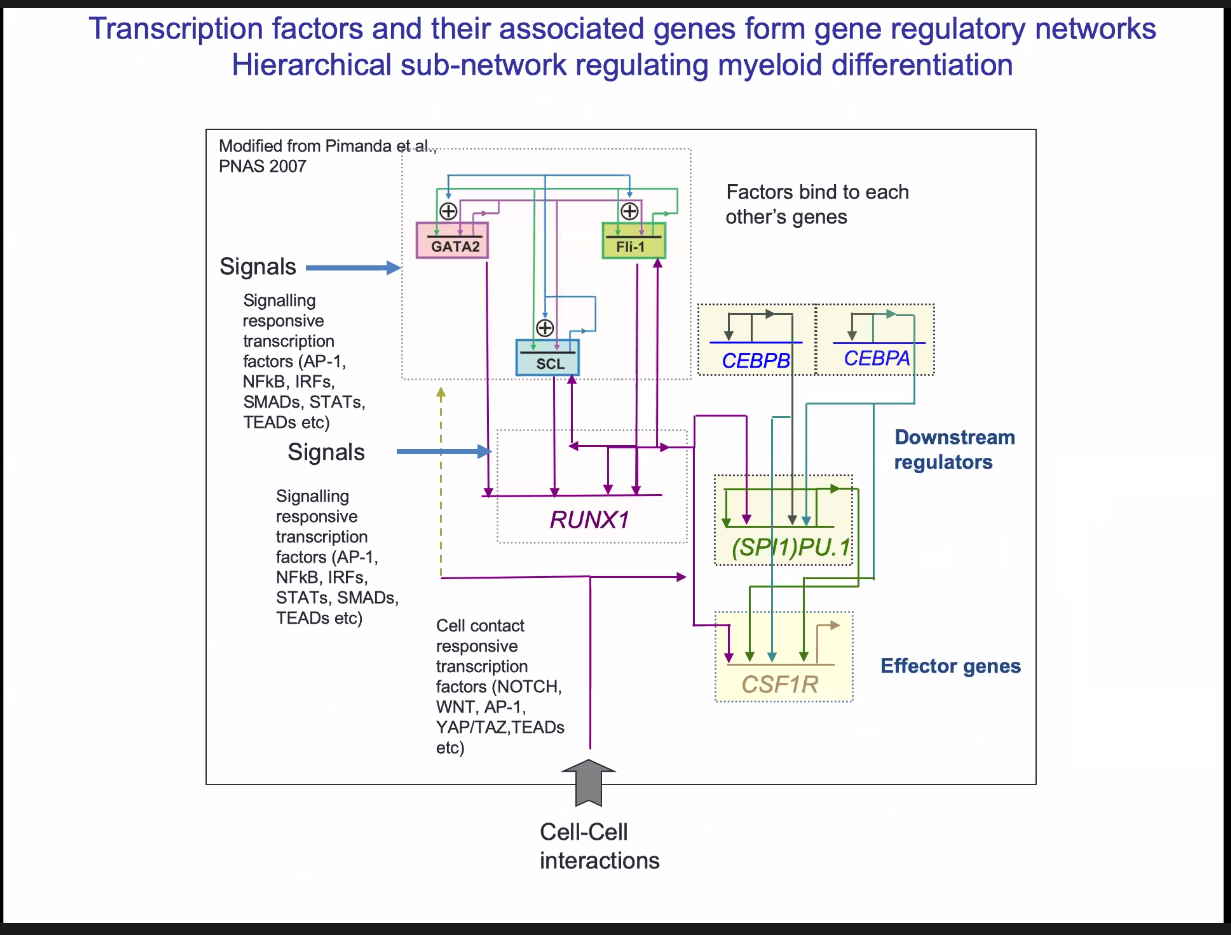 Transcription factors and their associated genes form gene regulatory networks
Hierarchical sub-network regulating myeloid differentiation
Modified from Pimanda et al.,
PNAS 2007
Factors bind to each
other’s genes
GATA2
Fli-1
Signals
Signalling
responsive
transcription
factors (AP-1,
NFkB, IRFs,
SMADs, STATs,
TEADs etc)
SCL
CEBPB
CEBPA
Signals
Downstream
regulators
Signalling
responsive
transcription
factors (AP-1,
NFkB, IRFs,
STATs, SMADs,
TEADs etc)
RUNX1
(SPI1)PU.1
Cell contact
responsive
transcription
factors (NOTCH,
WNT, AP-1,
YAP/TAZ,TEADs
etc)
Effector genes
CSF1R
Cell-Cell
interactions